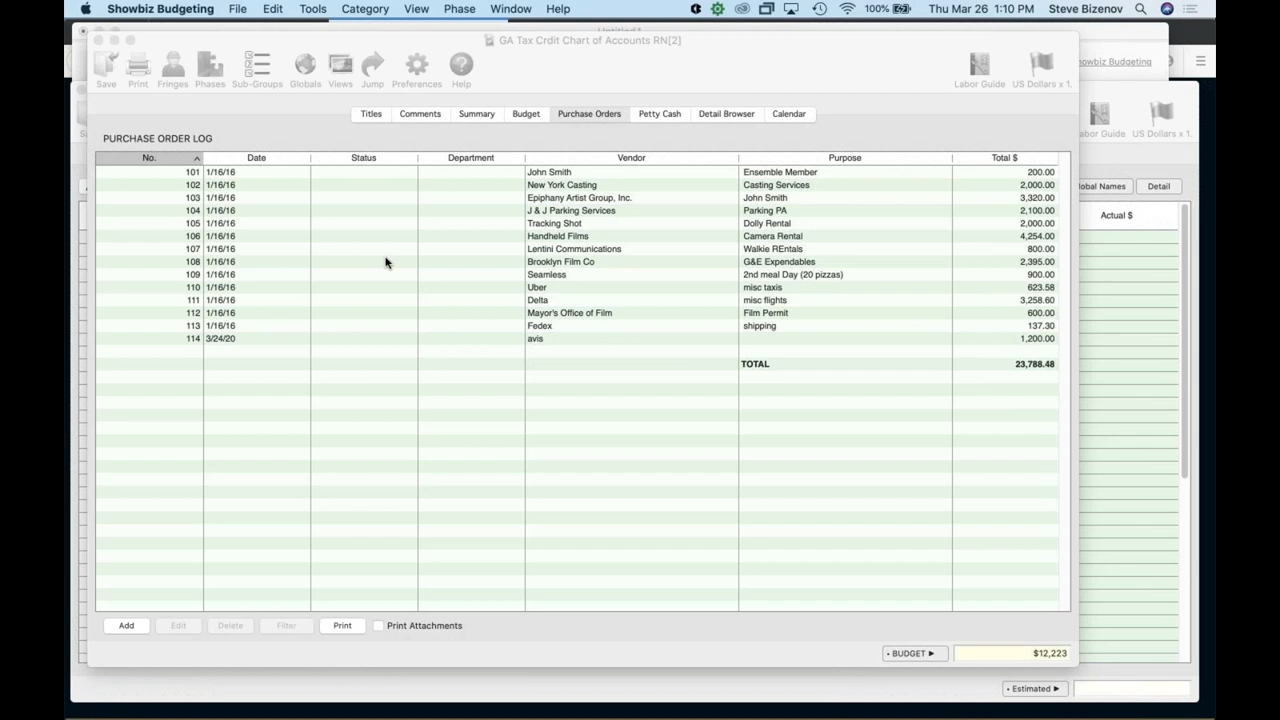 Showbiz Budgeting File Edit Tools Category View Phase Window Help 100% Thu Mar 26 1:10 PM Steve Bizenov
GA Tax Crdit Chart of Accounts RN[2]
Save Print Fringes Phases Sub-Groups Globals Views Jump Preferences Help Labor Guide US Dollars x 1.
howbiz Budgeting
abor Guide US Dollars x 1.
Titles Comments Summary Budget Purchase Orders Petty Cash Detail Browser Calendar
PURCHASE ORDER LOG
No. Date Status Department Vendor Purpose Total $
101 1/16/16 John Smith Ensemble Member 200.00
102 1/16/16 New York Casting Casting Services 2,000.00
103 1/16/16 Epiphany Artist Group, Inc. John Smith 3,320.00
104 1/16/16 J & J Parking Services Parking PA 2,100.00
105 1/16/16 Tracking Shot Dolly Rental 2,000.00
106 1/16/16 Handheld Films Camera Rental 4,254.00
107 1/16/16 Lentini Communications Walkie REntals 800.00
108 1/16/16 Brooklyn Film Co G&E Expendables 2,395.00
109 1/16/16 Seamless 2nd meal Day (20 pizzas) 900.00
110 1/16/16 Uber misc taxis 623.58
111 1/16/16 Delta misc flights 3,258.60
112 1/16/16 Mayor's Office of Film Film Permit 600.00
113 1/16/16 Fedex shipping 137.30
114 3/24/20 avis 1,200.00
TOTAL 23,788.48
lobal Names Detail
Actual $
Add Edit Delete Filter Print Print Attachments
• BUDGET ▶ $12,223
• Estimated ▶